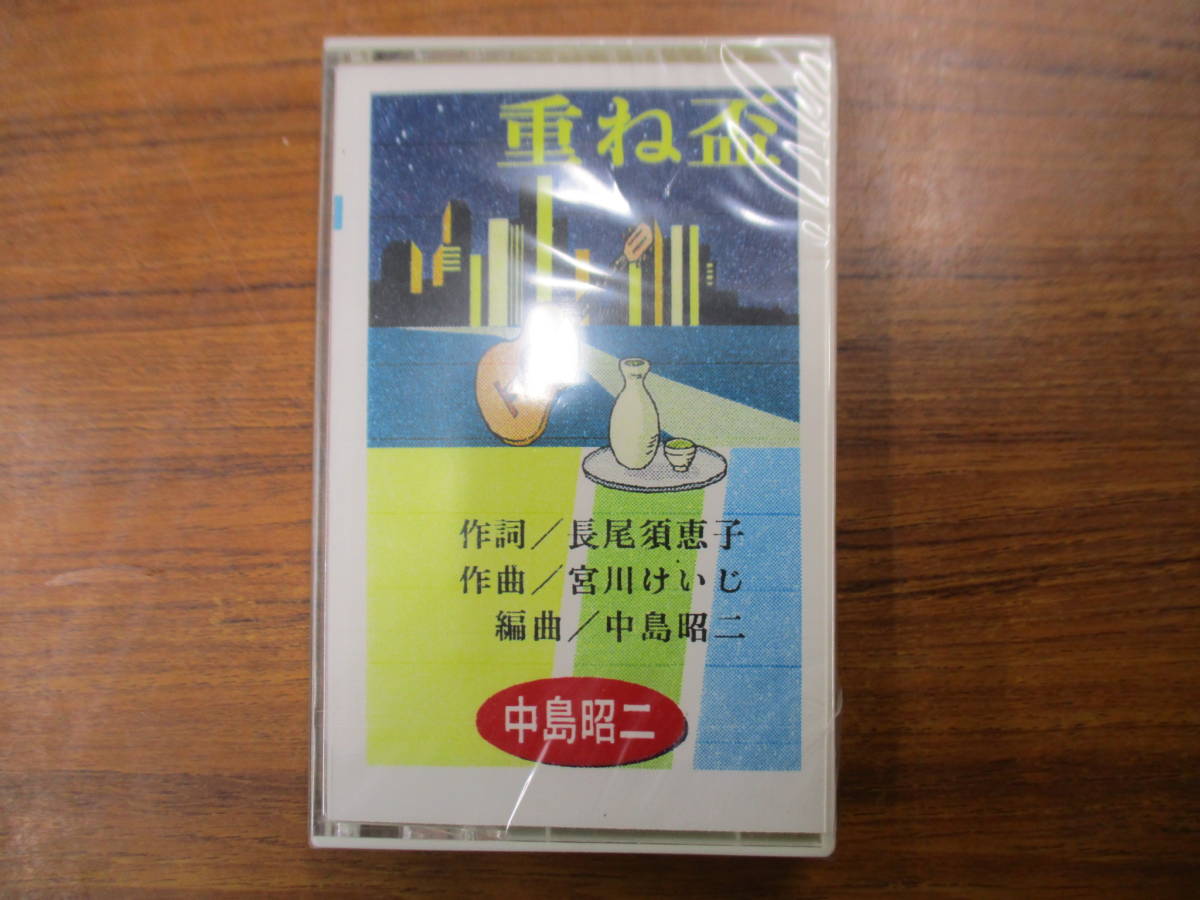 重ね盃
作詞／長尾須恵子
作曲／宮川けいじ
編曲／中島昭二
中島昭二